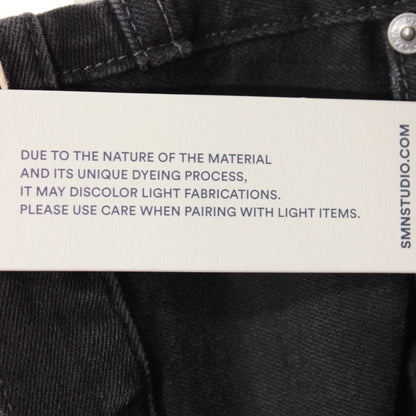 DUE TO THE NATURE OF THE MATERIAL
AND ITS UNIQUE DYEING PROCESS,
IT MAY DISCOLOR LIGHT FABRICATIONS.
PLEASE USE CARE WHEN PAIRING WITH LIGHT ITEMS.
SMNSTUDIO.COM